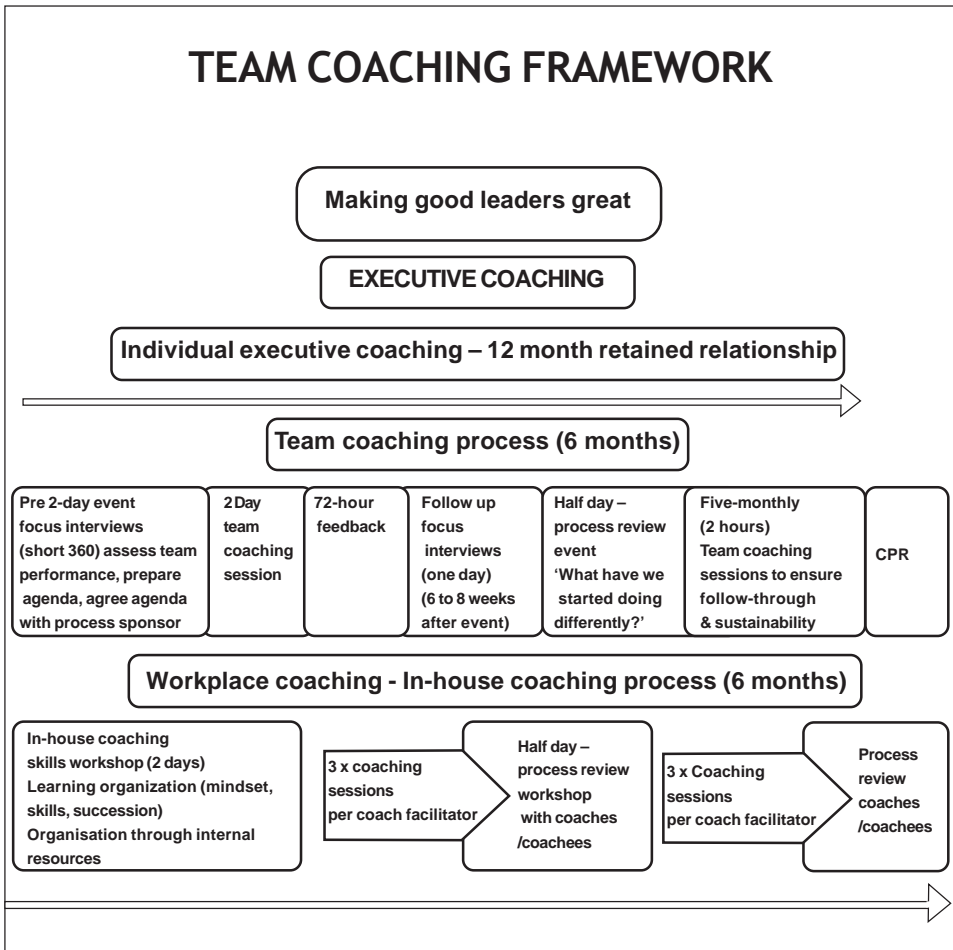 TEAM COACHING FRAMEWORK
Making good leaders great
EXECUTIVE COACHING
Individual executive coaching – 12 month retained relationship
Team coaching process (6 months)
Pre 2-day event
focus interviews
(short 360) assess team
performance, prepare
agenda, agree agenda
with process sponsor
2 Day
team
coaching
session
72-hour
feedback
Follow up
focus
interviews
(one day)
(6 to 8 weeks
after event)
Half day –
process review
event
‘What have we
started doing
differently?’
Five-monthly
(2 hours)
Team coaching
sessions to ensure
follow-through
& sustainability
CPR
Workplace coaching - In-house coaching process (6 months)
In-house coaching
skills workshop (2 days)
Learning organization (mindset,
skills, succession)
Organisation through internal
resources
3 x coaching
sessions
per coach facilitator
Half day –
process review
workshop
with coaches
/coachees
3 x Coaching
sessions
per coach facilitator
Process
review
coaches
/coachees